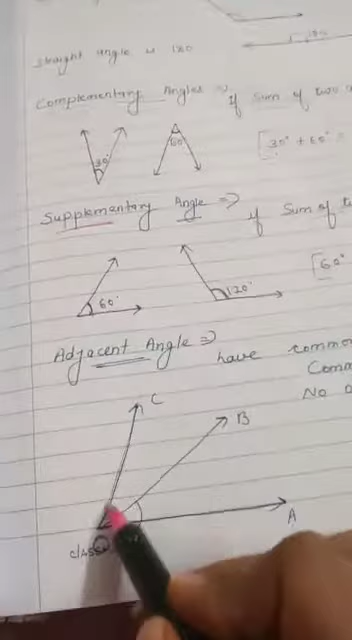 Straight angle is 180
Complementary Angles ⇒ if Sum of two
30° 60° [30° + 60° =
Supplementary Angle ⇒ if Sum of
60° 120° [60°
Adjacent Angle ⇒ have common
No
C
B
A